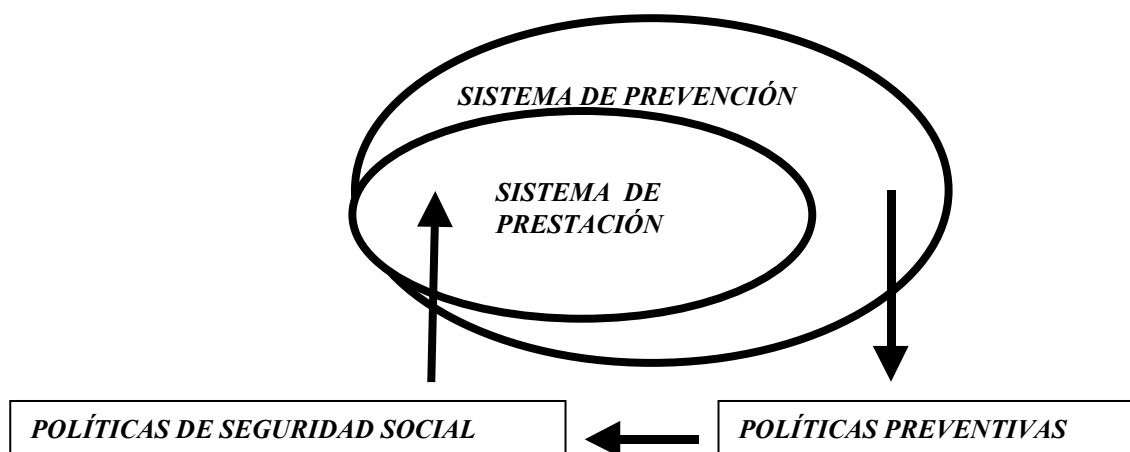 SISTEMA DE PREVENCIÓN
SISTEMA DE
PRESTACIÓN
POLÍTICAS DE SEGURIDAD SOCIAL
POLÍTICAS PREVENTIVAS